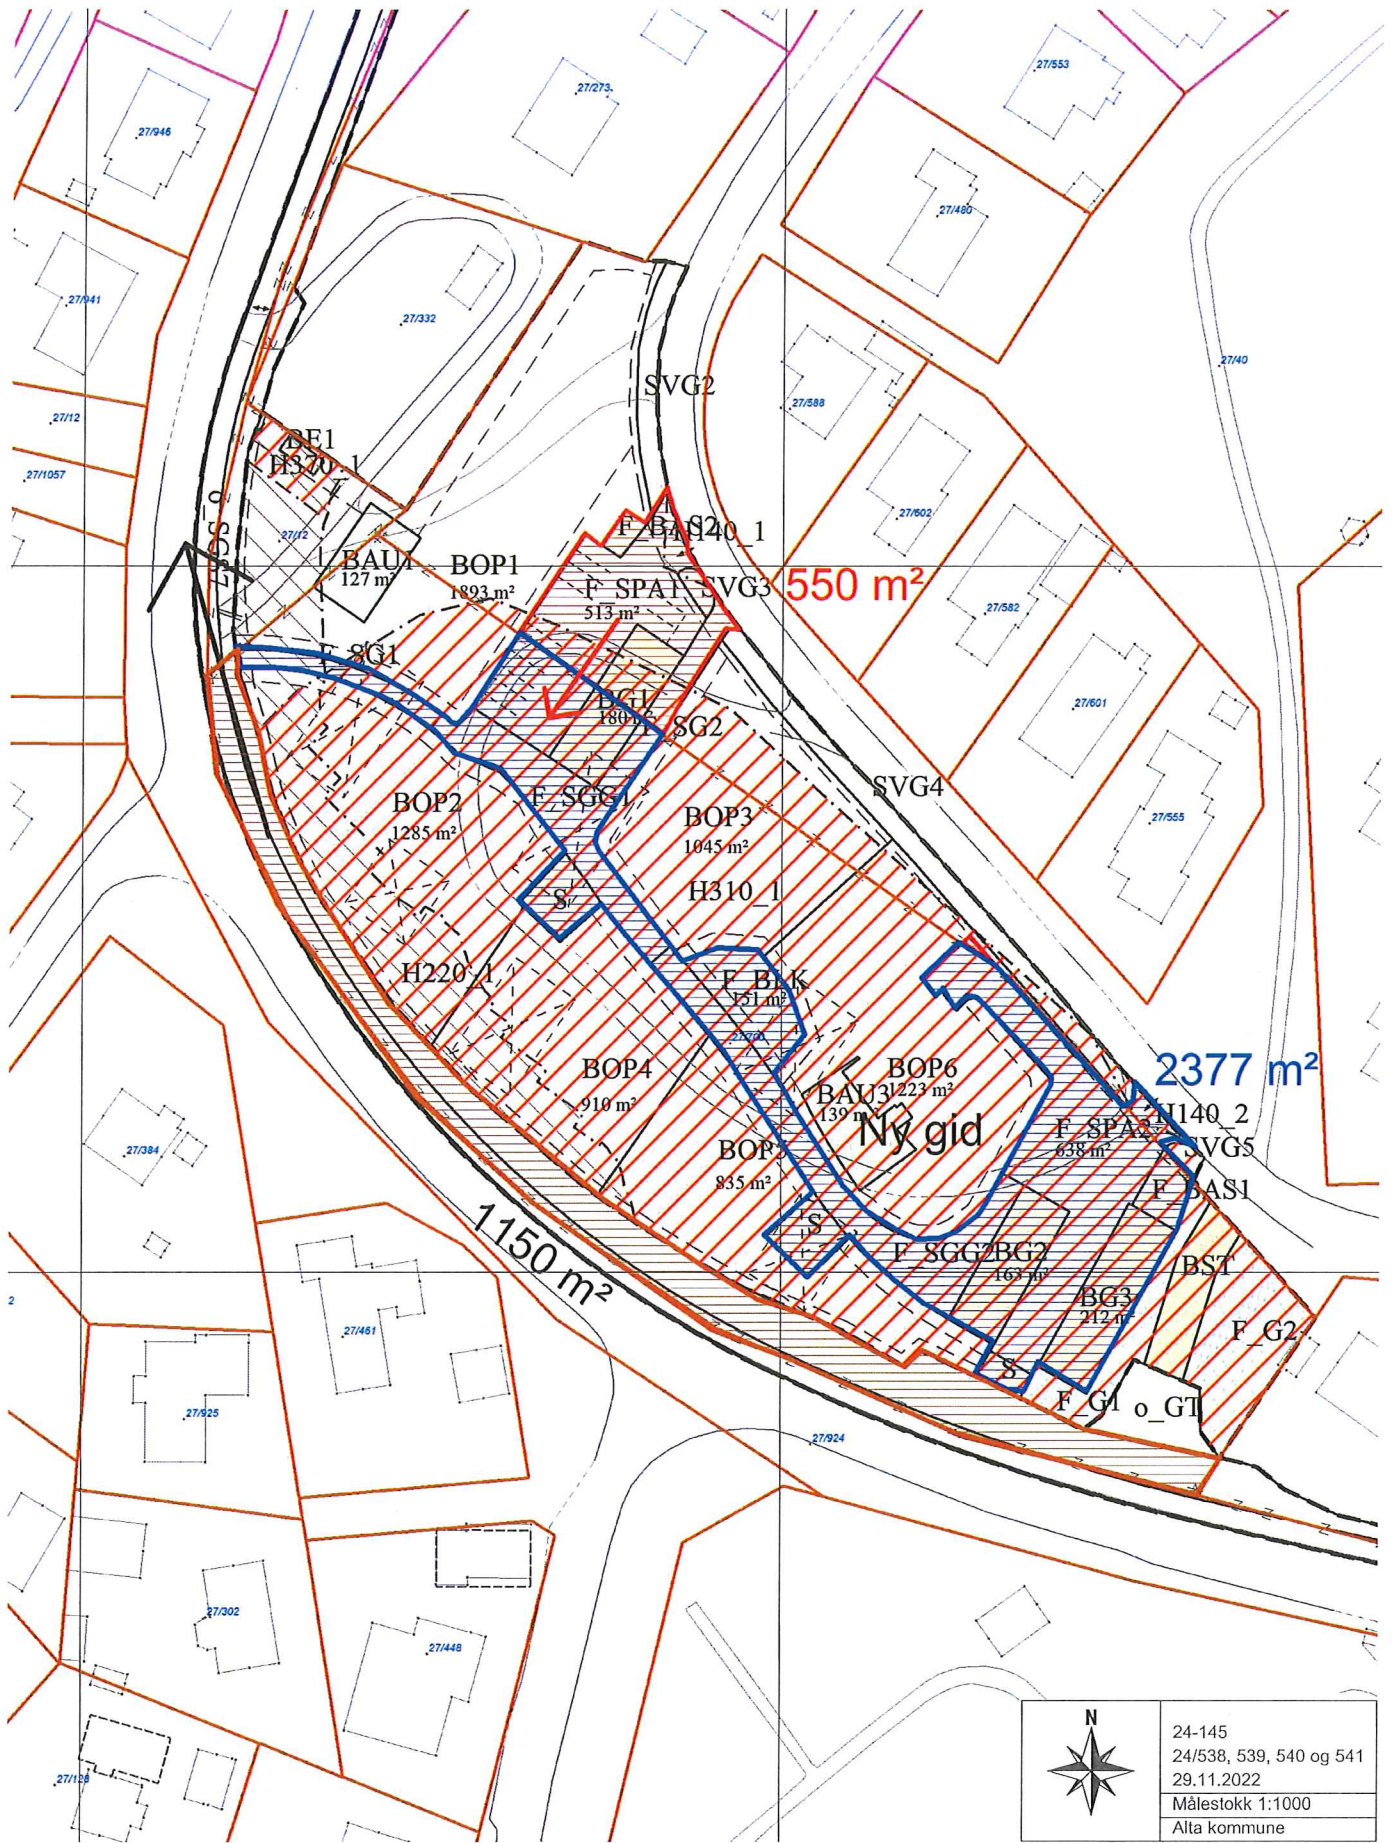 27/553
27/273
27/946
27/480
27/941
27/332
27/40
SVG2
27/588
27/12
BE1
H370_1
27/1057
27/602
27/12
BAU1
127 m²
BOP1
1893 m²
F_SPA1
513 m²
SVG3
550 m²
27/582
F_SG1
BG1
180 m²
SG2
27/601
SVG4
BOP2
1285 m²
F_SGG1
BOP3
1045 m²
27/555
H310_1
S
H220_1
F_BLK
151 m²
BOP4
910 m²
BOP6
1223 m²
BAU3
139 m²
Ny gid
2377 m²
H140_2
F_SPA2
638 m²
SVG5
27/384
BOP5
835 m²
F_BAS1
1150 m²
S
F_SGG2
BG2
163 m²
BST
BG3
212 m²
F_G2
2
27/461
S
F_G1
o_GT
27/925
27/924
27/302
27/448
27/128
N
24-145
24/538, 539, 540 og 541
29.11.2022
Målestokk 1:1000
Alta kommune